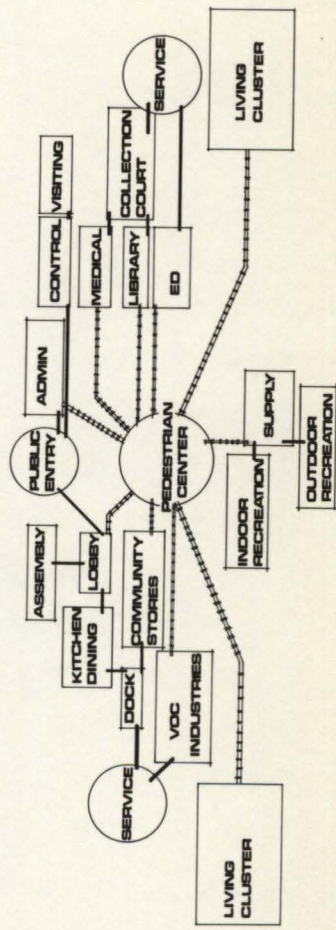 ASSEMBLY
KITCHEN
DINING
LOBBY
DOCK
COMMUNITY
STORES
SERVICE
VOC
INDUSTRIES
LIVING
CLUSTER
PUBLIC
ENTRY
ADMIN
CONTROL
VISITING
MEDICAL
LIBRARY
COLLECTION
COURT
ED
SERVICE
LIVING
CLUSTER
PEDESTRIAN
CENTER
INDOOR
RECREATION
SUPPLY
OUTDOOR
RECREATION